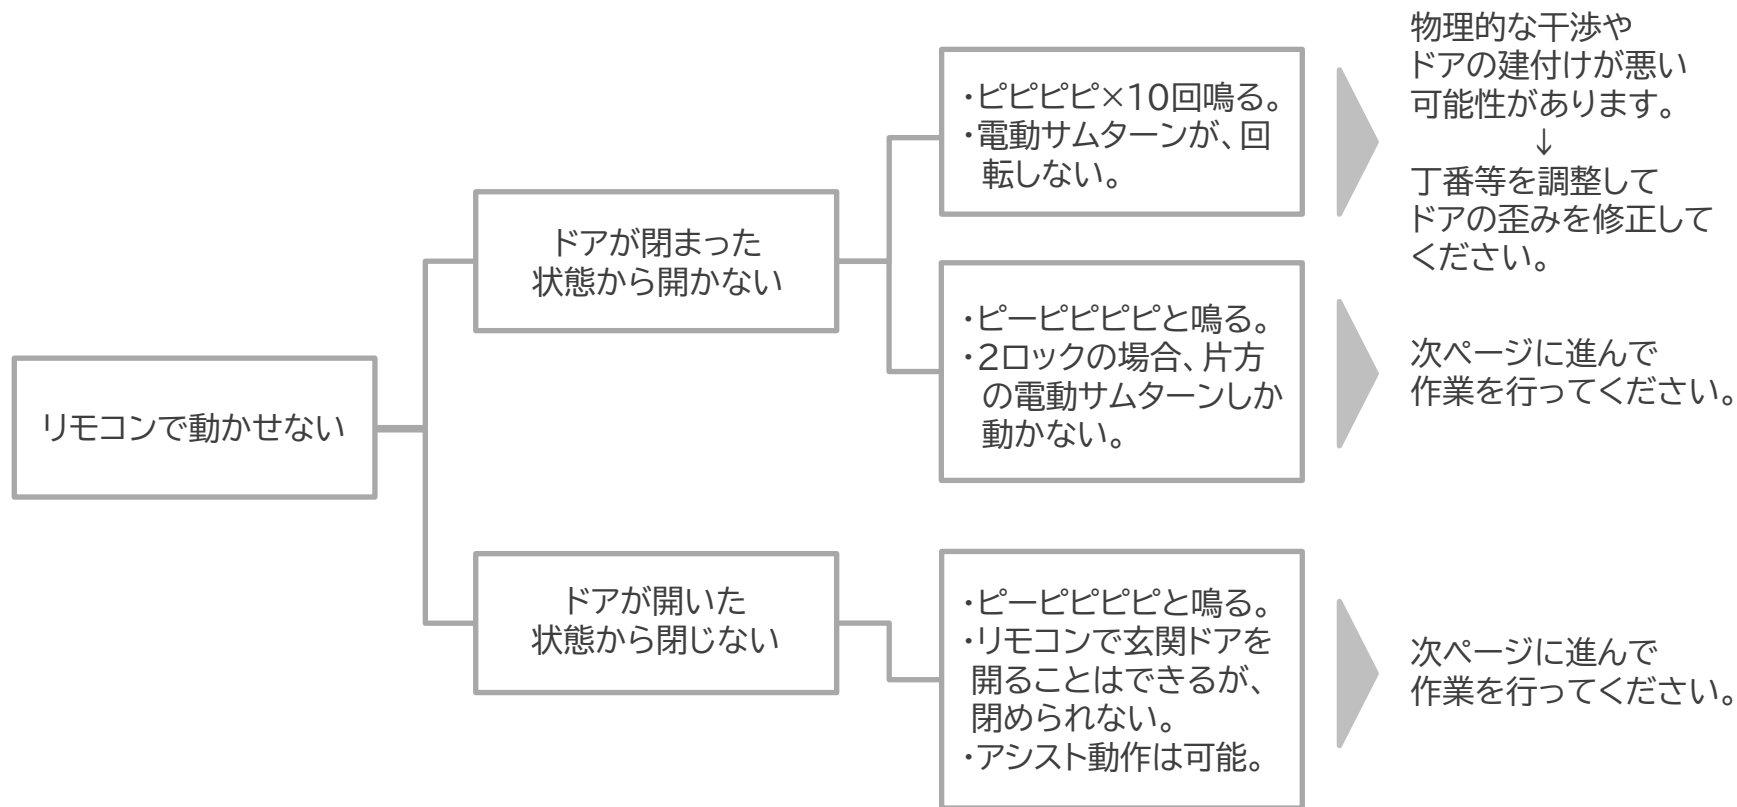 リモコンで動かせない
ドアが閉まった
状態から開かない
・ピピピピ×10回鳴る。
・電動サムターンが、回
転しない。
物理的な干渉や
ドアの建付けが悪い
可能性があります。
↓
丁番等を調整して
ドアの歪みを修正して
ください。
・ピーピピピピと鳴る。
・2ロックの場合、片方
の電動サムターンしか
動かない。
次ページに進んで
作業を行ってください。
ドアが開いた
状態から閉じない
・ピーピピピピと鳴る。
・リモコンで玄関ドアを
開ることはできるが、
閉められない。
・アシスト動作は可能。
次ページに進んで
作業を行ってください。